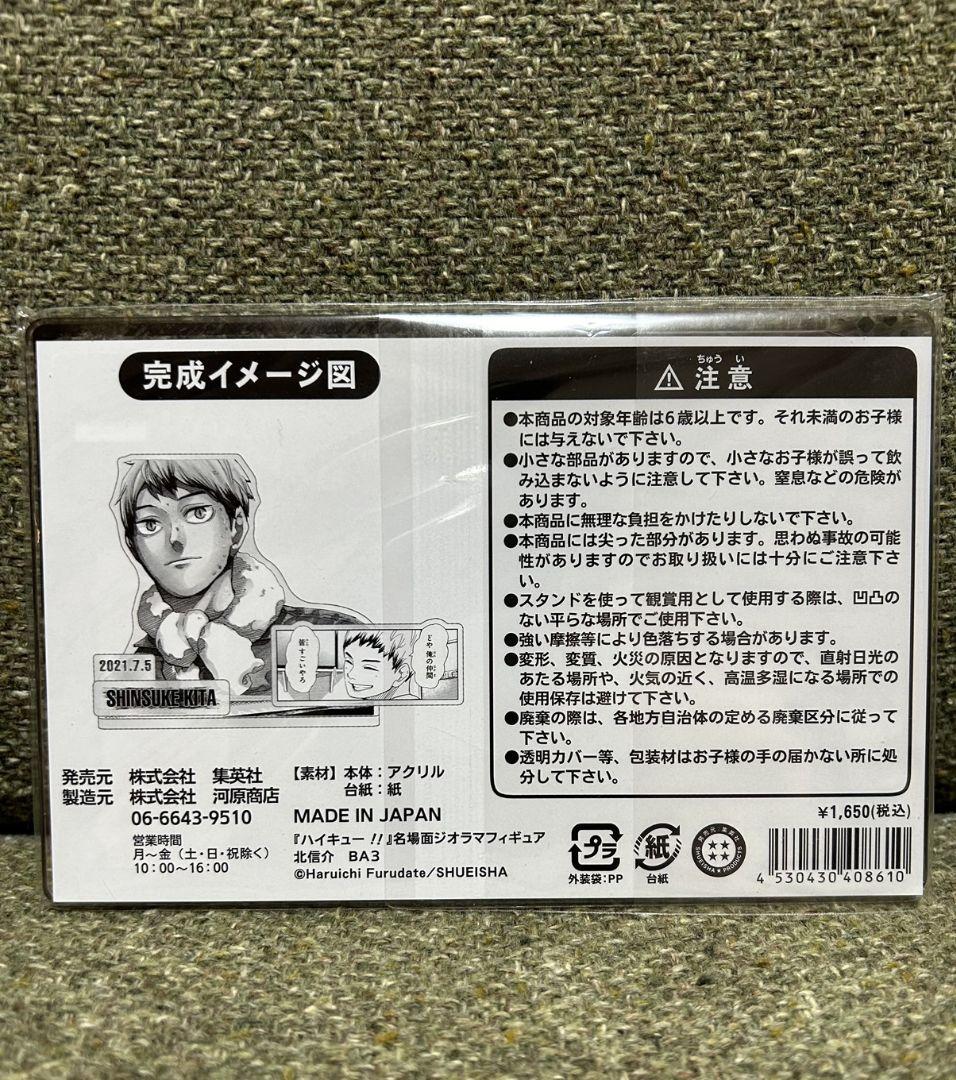 完成イメージ図
2021.7.5
SHINSUKE KITA
どや 俺の仲間
皆 すごいやろ
発売元 株式会社 集英社
製造元 株式会社 河原商店
06-6643-9510
営業時間
月〜金（土・日・祝除く）
10：00〜16：00
【素材】本体：アクリル
台紙：紙
MADE IN JAPAN
『ハイキュー!!』名場面ジオラマフィギュア
北信介 BA3
©Haruichi Furudate/SHUEISHA
ちゅう い
注意
●本商品の対象年齢は6歳以上です。それ未満のお子様
には与えないで下さい。
●小さな部品がありますので、小さなお子様が誤って飲
み込まないように注意して下さい。窒息などの危険が
あります。
●本商品に無理な負担をかけたりしないで下さい。
●本商品には尖った部分があります。思わぬ事故の可能
性がありますのでお取り扱いには十分にご注意下さ
い。
●スタンドを使って観賞用として使用する際は、凹凸の
ない平らな場所でご使用下さい。
●強い摩擦等により色落ちする場合があります。
●変形、変質、火災の原因となりますので、直射日光の
あたる場所や、火気の近く、高温多湿になる場所での
使用保存は避けて下さい。
●廃棄の際は、各地方自治体の定める廃棄区分に従って
下さい。
●透明カバー等、包装材はお子様の手の届かない所に処
分して下さい。
¥1,650(税込)
プラ
外装袋：PP
紙
台紙
発売元・集英社
SHUEISHA★PRODUCTS
4 530430 408610